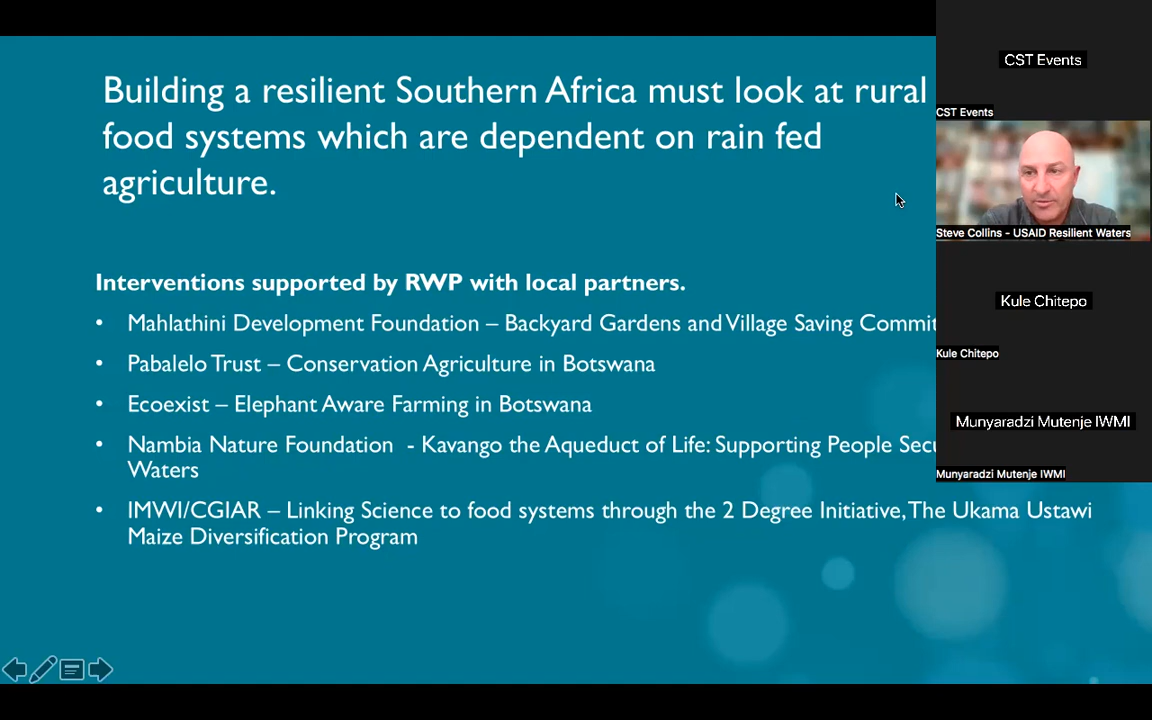 Building a resilient Southern Africa must look at rural
food systems which are dependent on rain fed
agriculture.
Interventions supported by RWP with local partners.
• Mahlathini Development Foundation – Backyard Gardens and Village Saving
• Pabalelo Trust – Conservation Agriculture in Botswana
• Ecoexist – Elephant Aware Farming in Botswana
• Nambia Nature Foundation - Kavango the Aqueduct of Life: Supporting People
Waters
• IMWI/CGIAR – Linking Science to food systems through the 2 Degree Initiative, The Ukama Ustawi
Maize Diversification Program
CST Events
CST Events
Steve Collins - USAID Resilient Waters
Kule Chitepo
Kule Chitepo
Munyaradzi Mutenje IWMI
Munyaradzi Mutenje IWMI